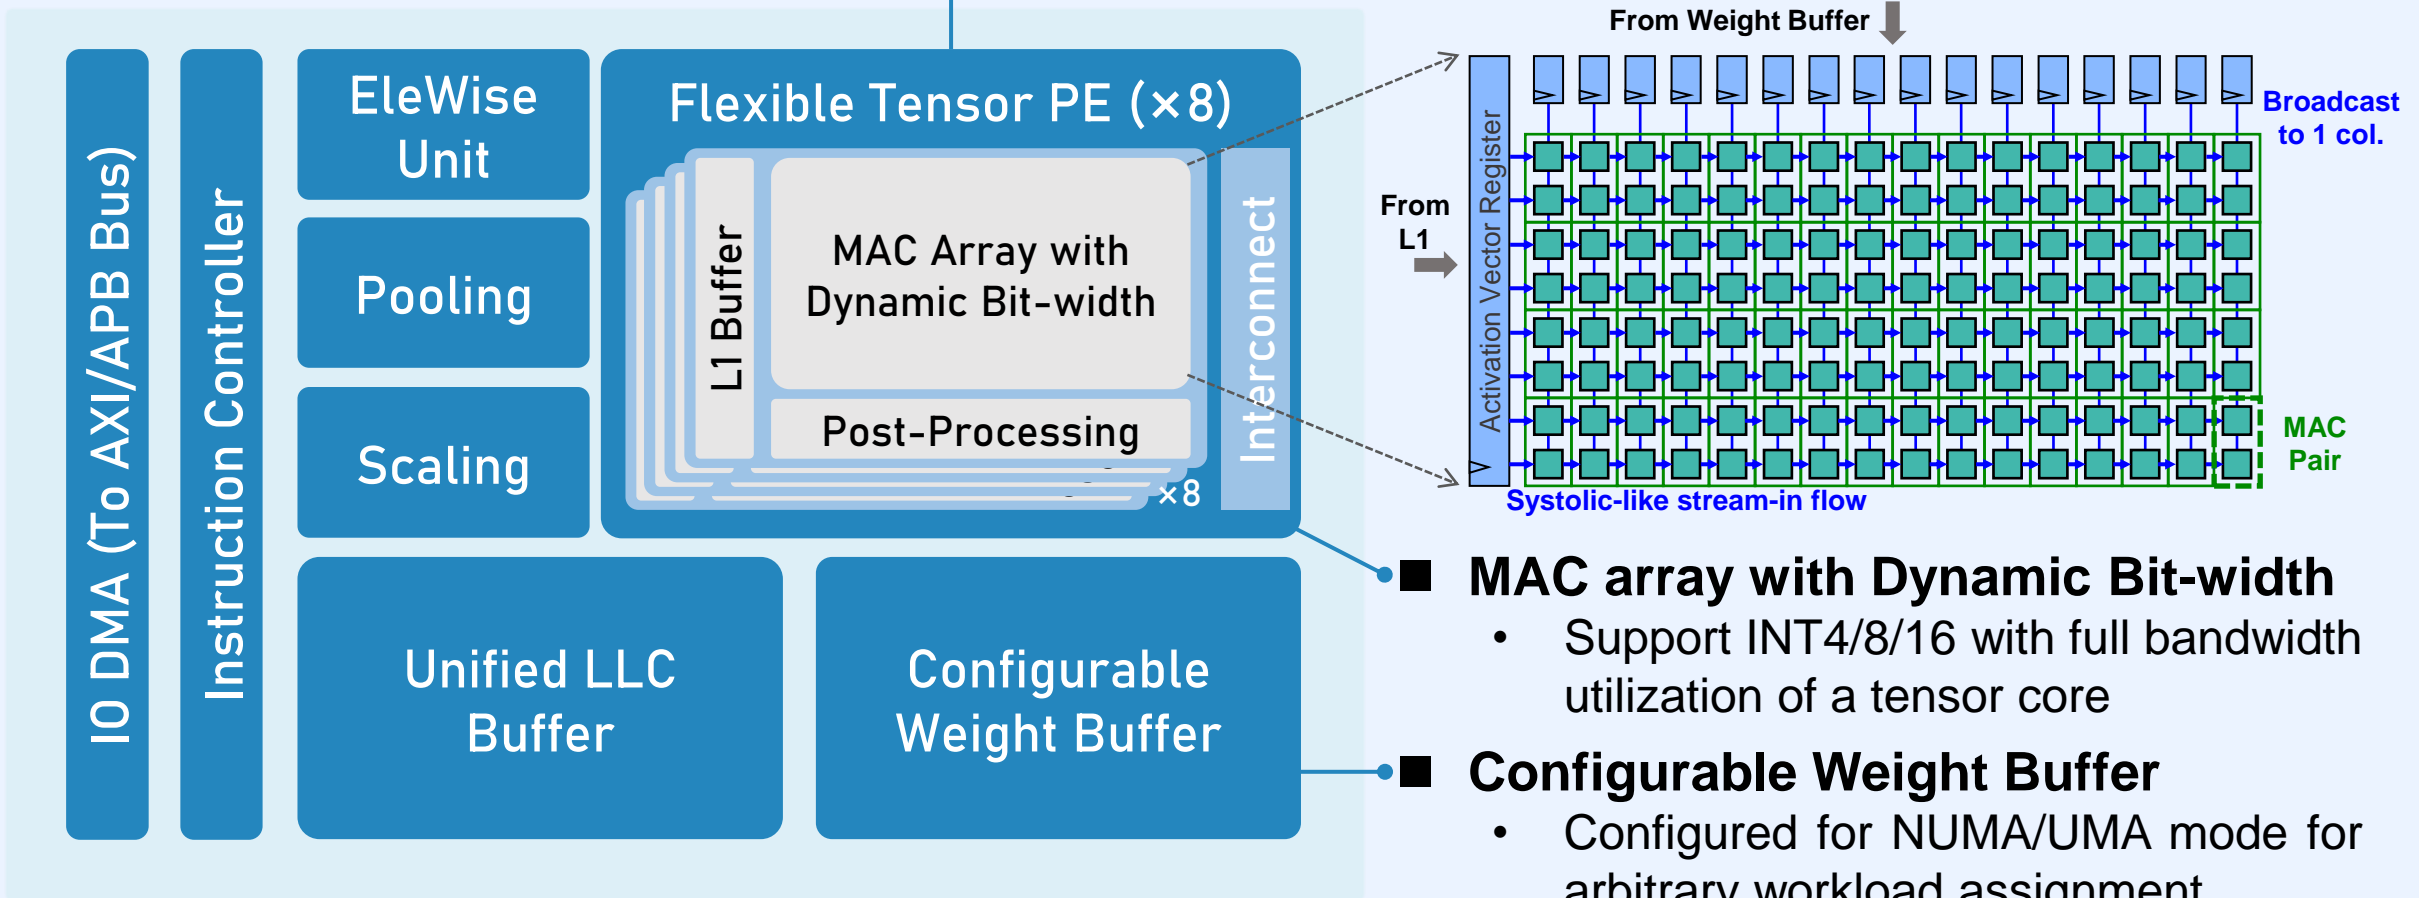 IO DMA (To AXI/APB Bus)
Instruction Controller
EleWise
Unit
Pooling
Scaling
Flexible Tensor PE (×8)
L1 Buffer
MAC Array with
Dynamic Bit-width
Post-Processing
×8
Interconnect
Unified LLC
Buffer
Configurable
Weight Buffer
From Weight Buffer
Broadcast
to 1 col.
Activation Vector Register
From
L1
MAC
Pair
Systolic-like stream-in flow
■ MAC array with Dynamic Bit-width
• Support INT4/8/16 with full bandwidth
utilization of a tensor core
■ Configurable Weight Buffer
• Configured for NUMA/UMA mode for
arbitrary workload assignment